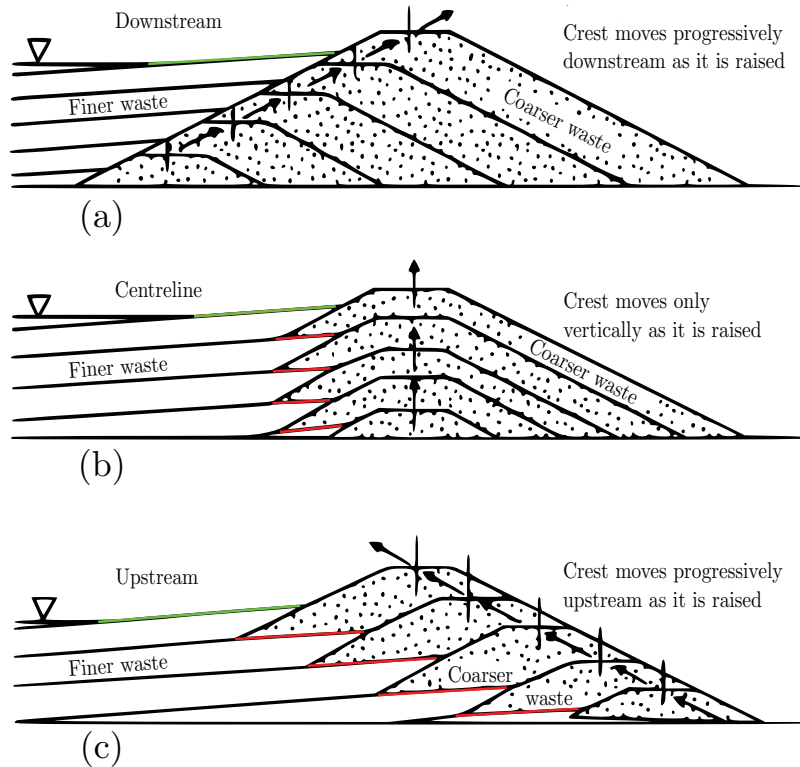 Downstream
Crest moves progressively
downstream as it is raised
Finer waste
Coarser waste
(a)
Centreline
Crest moves only
vertically as it is raised
Finer waste
Coarser waste
(b)
Upstream
Crest moves progressively
upstream as it is raised
Finer waste
Coarser
waste
(c)